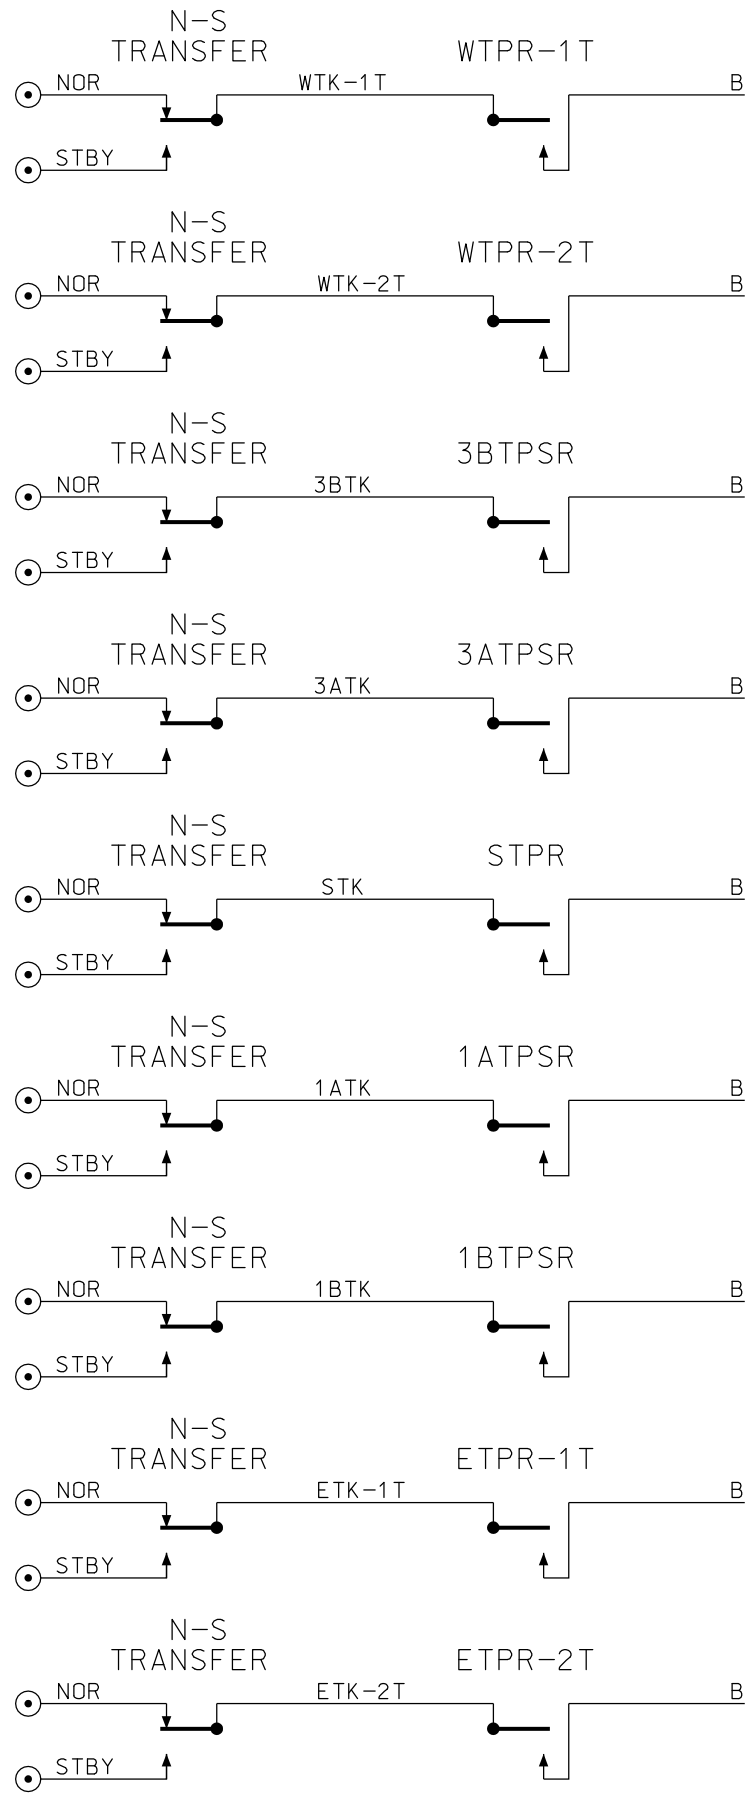 N-S
TRANSFER
WTPR-1T
NOR
WTK-1T
B
STBY
N-S
TRANSFER
WTPR-2T
NOR
WTK-2T
B
STBY
N-S
TRANSFER
3BTPSR
NOR
3BTK
B
STBY
N-S
TRANSFER
3ATPSR
NOR
3ATK
B
STBY
N-S
TRANSFER
STPR
NOR
STK
B
STBY
N-S
TRANSFER
1ATPSR
NOR
1ATK
B
STBY
N-S
TRANSFER
1BTPSR
NOR
1BTK
B
STBY
N-S
TRANSFER
ETPR-1T
NOR
ETK-1T
B
STBY
N-S
TRANSFER
ETPR-2T
NOR
ETK-2T
B
STBY